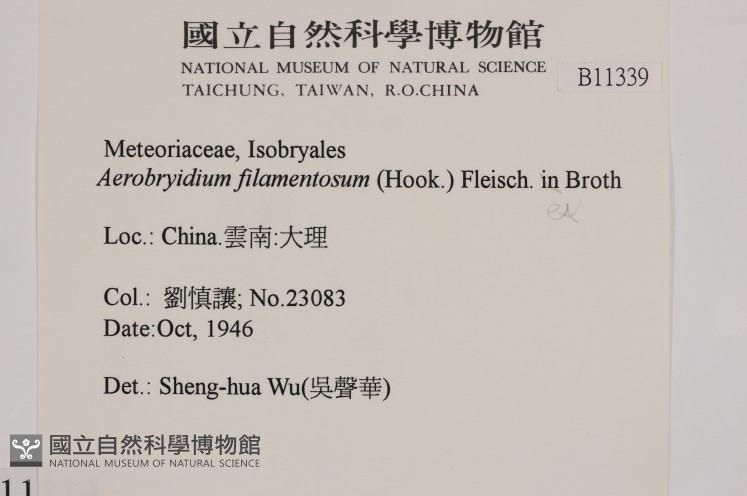 國立自然科學博物館
NATIONAL MUSEUM OF NATURAL SCIENCE
TAICHUNG, TAIWAN, R.O.CHINA
B11339
Meteoriaceae, Isobryales
Aerobryidium filamentosum (Hook.) Fleisch. in Broth
ex
Loc.: China.雲南:大理
Col.: 劉慎讓; No.23083
Date:Oct, 1946
Det.: Sheng-hua Wu(吳聲華)
國立自然科學博物館
NATIONAL MUSEUM OF NATURAL SCIENCE
11